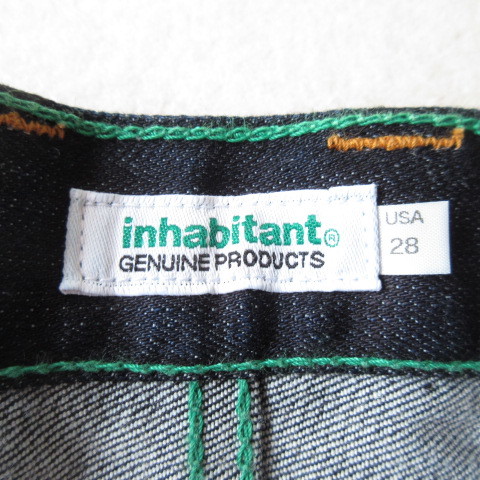 inhabitant®
GENUINE PRODUCTS
USA
28